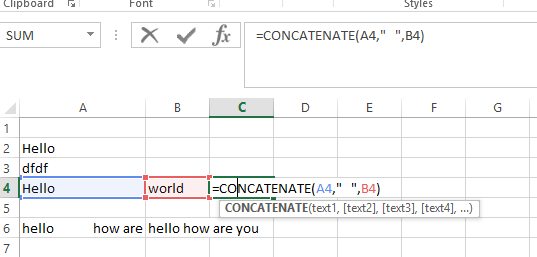 Clipboard Font Styles
SUM =CONCATENATE(A4,"   ",B4)
A B C D E F G H
1
2 Hello
3 dfdf
4 Hello world =CONCATENATE(A4,"   ",B4)
CONCATENATE(text1, [text2], [text3], [text4], ...)
5
6 hello how are hello how are you
7